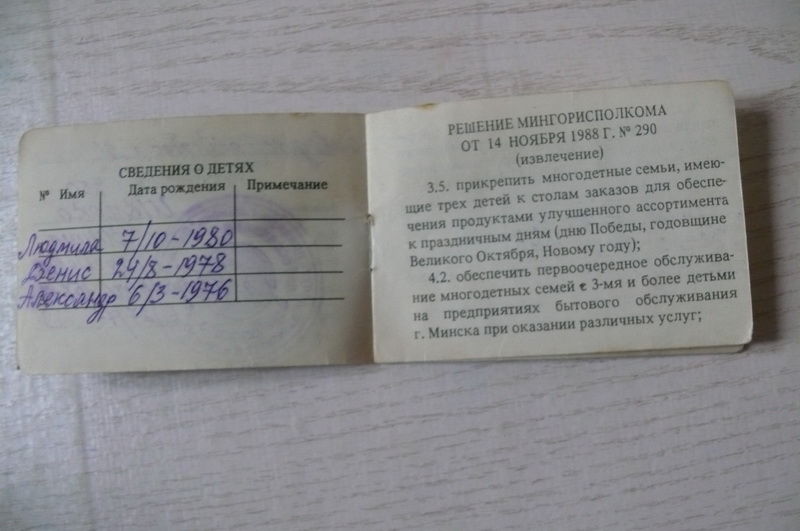 СВЕДЕНИЯ О ДЕТЯХ
№ Имя Дата рождения Примечание
Людмила 7/10-1980
Денис 24/8-1978
Александр 6/3-1976
РЕШЕНИЕ МИНГОРИСПОЛКОМА
ОТ 14 НОЯБРЯ 1988 Г. № 290
(извлечение)
3.5. прикрепить многодетные семьи, имею-
щие трех детей к столам заказов для обеспе-
чения продуктами улучшенного ассортимента
к праздничным дням (дню Победы, годовщине
Великого Октября, Новому году);
4.2. обеспечить первоочередное обслужива-
ние многодетных семей с 3-мя и более детьми
на предприятиях бытового обслуживания
г. Минска при оказании различных услуг;